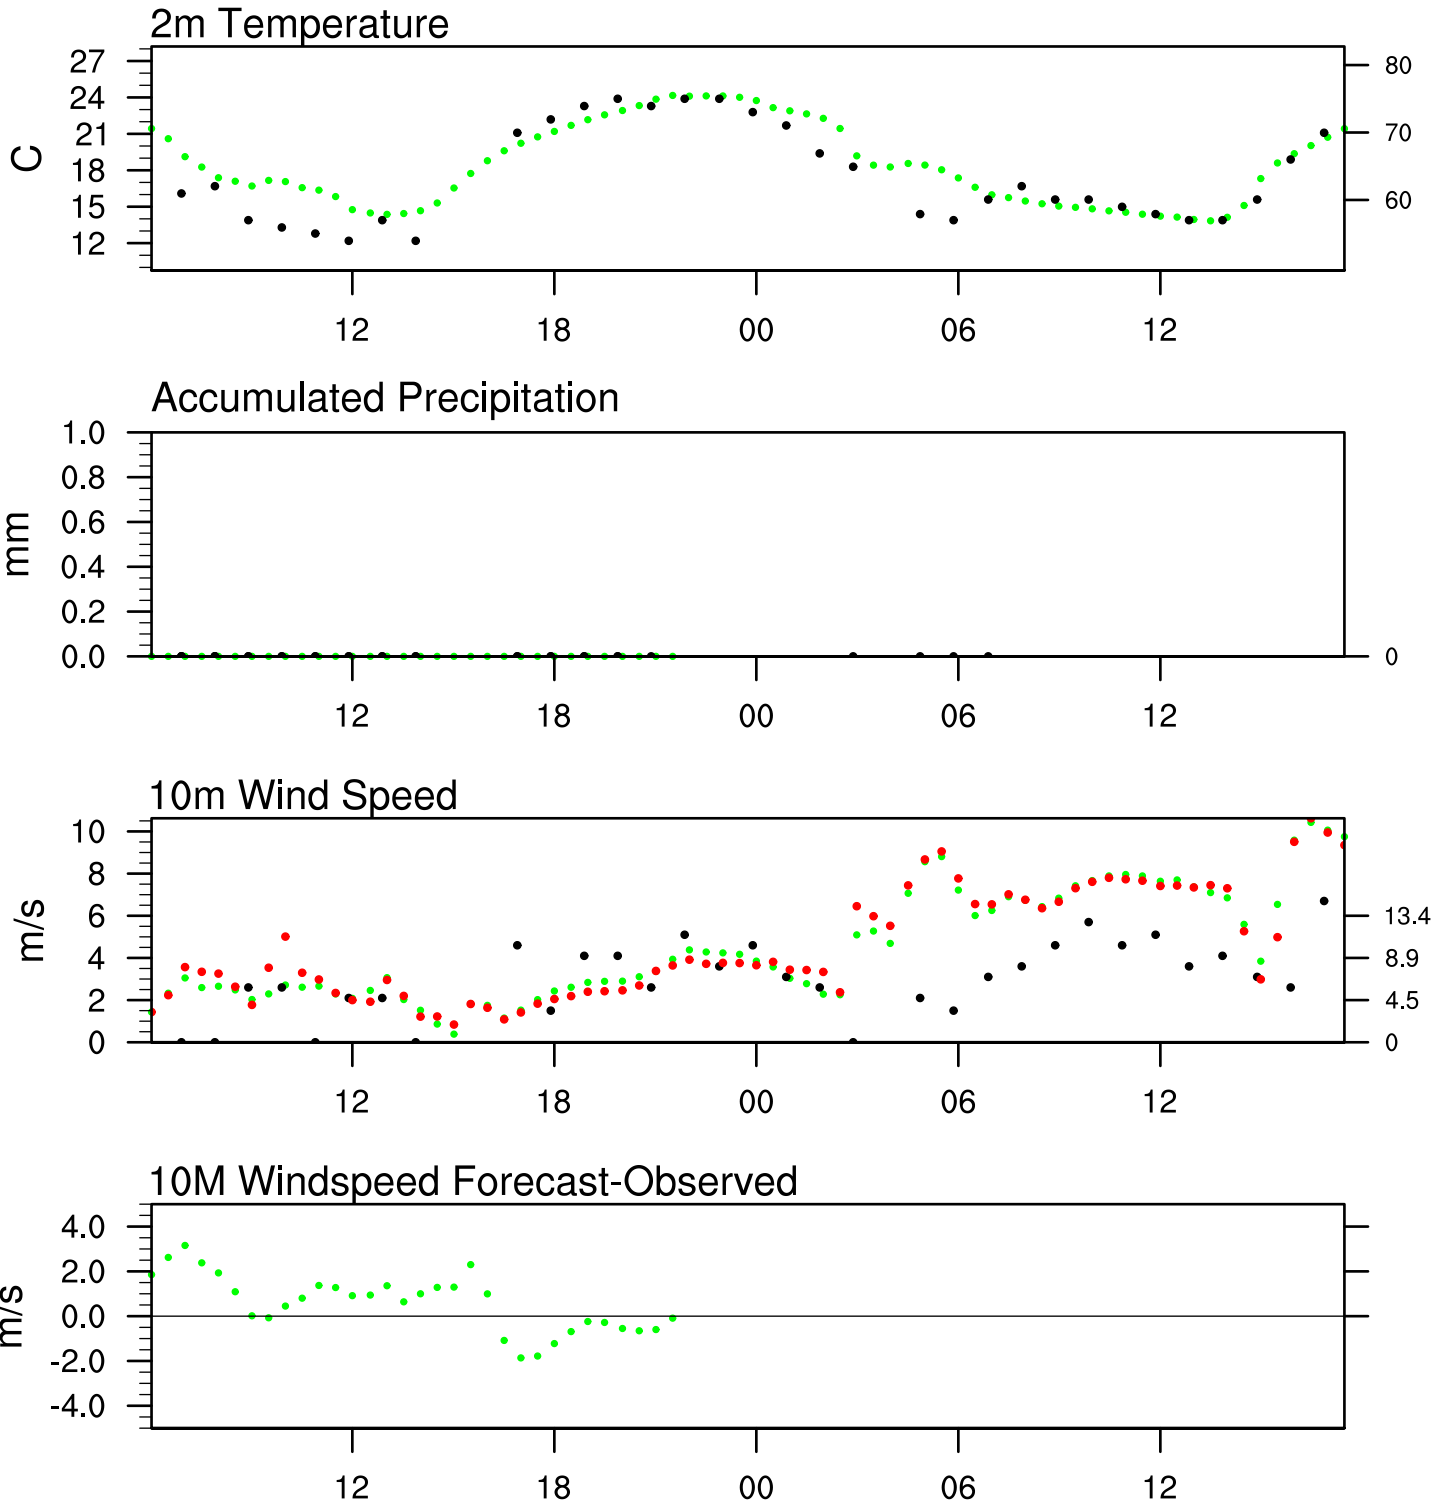 2m Temperature
27
24
21
18
15
12
C
80
70
60
12 18 00 06 12
Accumulated Precipitation
1.0
0.8
0.6
0.4
0.2
0.0
mm
0
12 18 00 06 12
10m Wind Speed
10
8
6
4
2
0
m/s
13.4
8.9
4.5
0
12 18 00 06 12
10M Windspeed Forecast-Observed
4.0
2.0
0.0
-2.0
-4.0
m/s
12 18 00 06 12